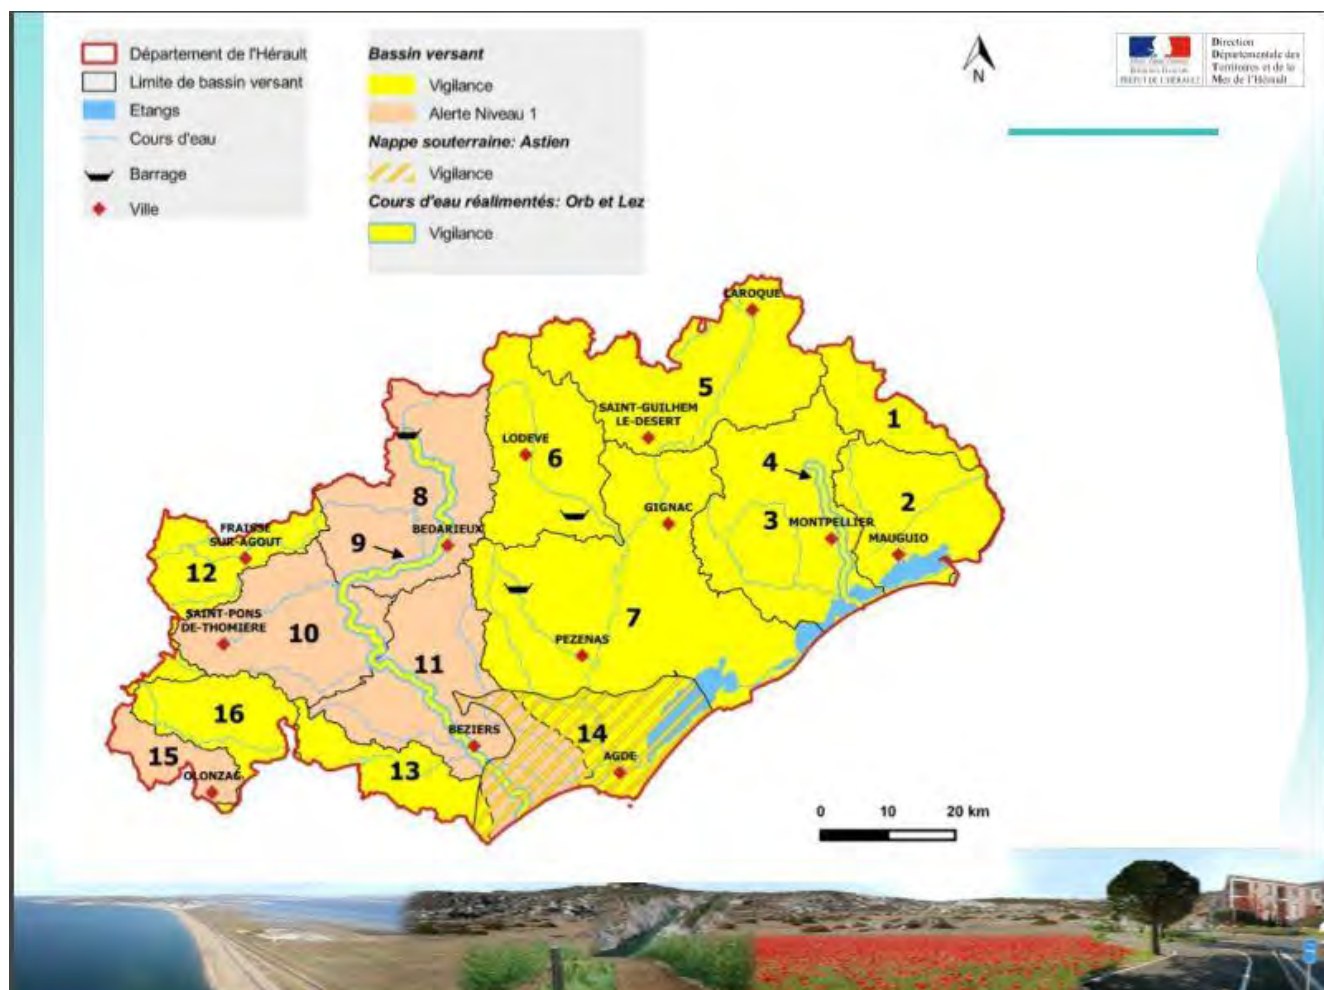 Département de l'Hérault
Limite de bassin versant
Etangs
Cours d'eau
Barrage
Ville
Bassin versant
Vigilance
Alerte Niveau 1
Nappe souterraine: Astien
Vigilance
Cours d'eau réalimentés: Orb et Lez
Vigilance
N
Direction
Départementale des
Territoires et de la
Mer de l'Hérault
PREFET DE L'HERAULT
LAROQUE
5
SAINT-GUILHEM
LE-DESERT
1
LODEVE
6
4
2
8
GIGNAC
3
MONTPELLIER
MAUGUIO
FRAISSE
SUR-AGOUT
BEDARIEUX
9
12
SAINT-PONS
DE-THOMIERE
10
7
PEZENAS
11
16
BEZIERS
14
15
AGDE
13
OLONZAC
0 10 20 km